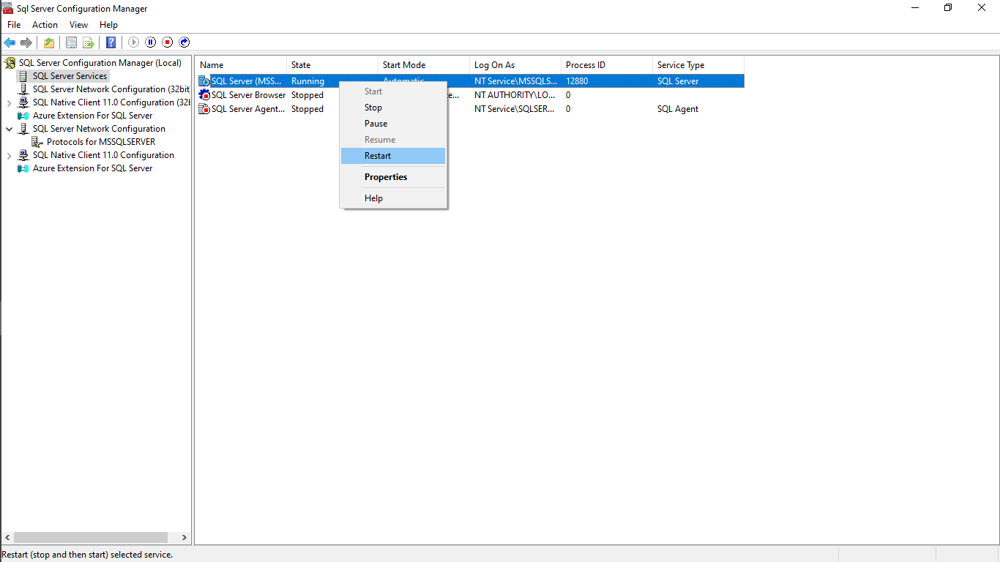 Sql Server Configuration Manager
File Action View Help
SQL Server Configuration Manager (Local)
SQL Server Services
SQL Server Network Configuration (32bit
SQL Native Client 11.0 Configuration (32b
Azure Extension For SQL Server
SQL Server Network Configuration
Protocols for MSSQLSERVER
SQL Native Client 11.0 Configuration
Azure Extension For SQL Server
Name State Start Mode Log On As Process ID Service Type
SQL Server (MSS... Running Automatic NT Service\MSSQLS... 12880 SQL Server
SQL Server Browser Stopped e... NT AUTHORITY\LO... 0
SQL Server Agent... Stopped NT Service\SQLSER... 0 SQL Agent
Start
Stop
Pause
Resume
Restart
Properties
Help
Restart (stop and then start) selected service.